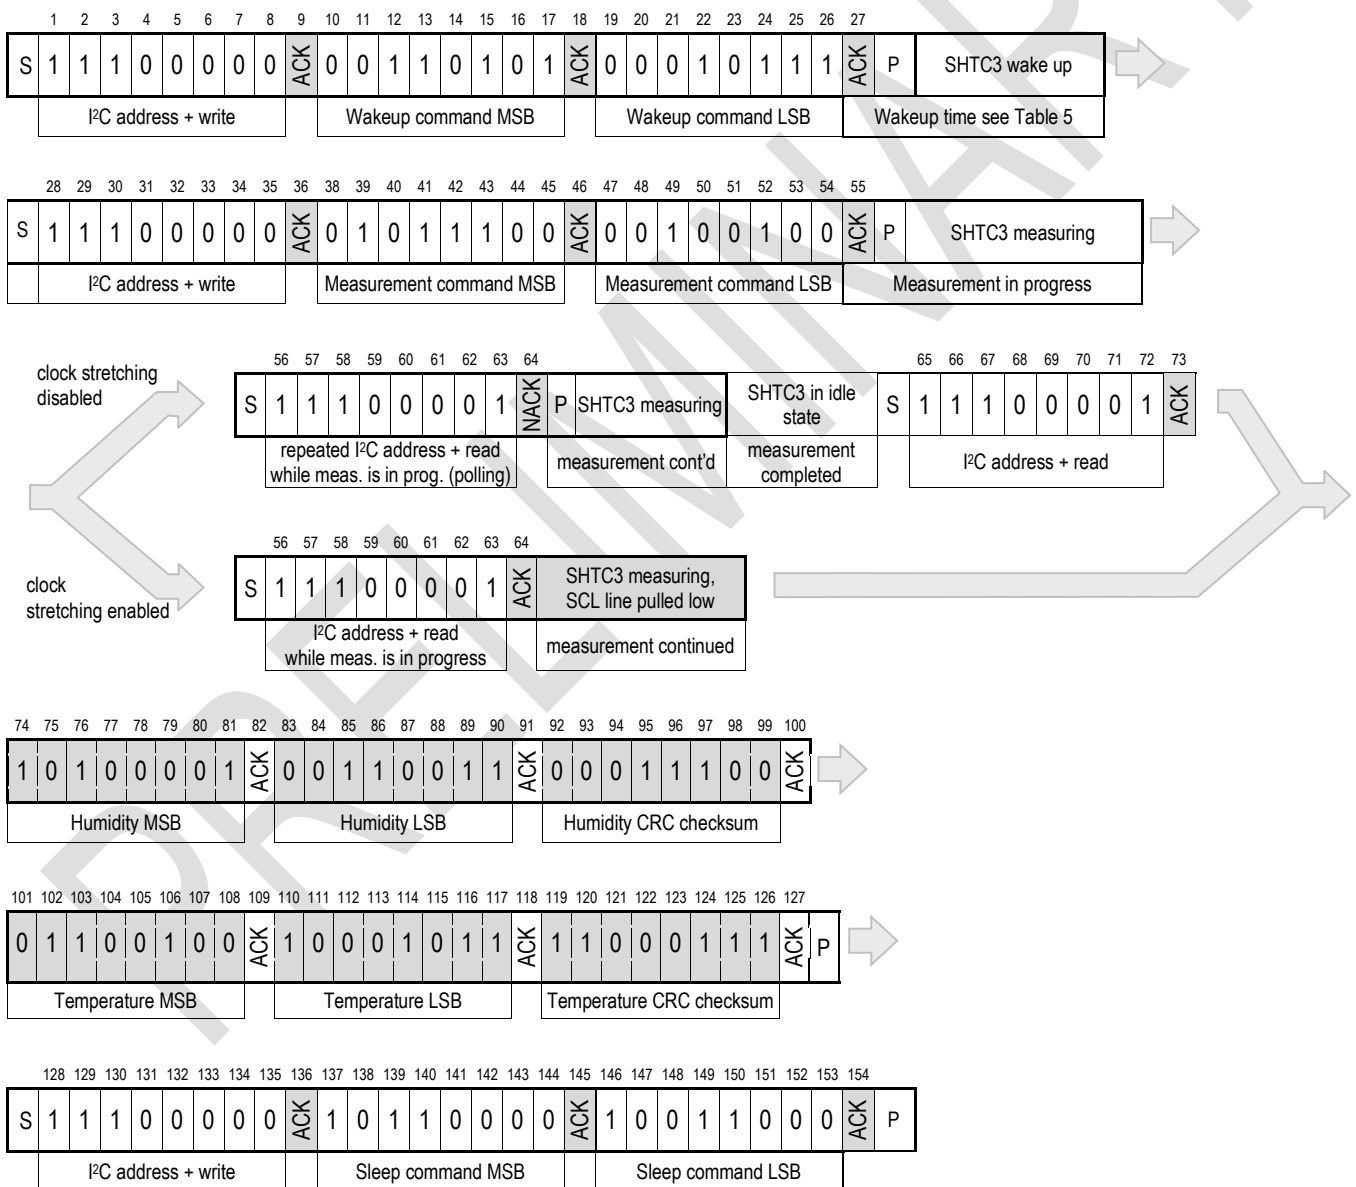 1 2 3 4 5 6 7 8 9 10 11 12 13 14 15 16 17 18 19 20 21 22 23 24 25 26 27
S 1 1 1 0 0 0 0 0 ACK 0 0 1 1 0 1 0 1 ACK 0 0 0 1 0 1 1 1 ACK P SHTC3 wake up
I²C address + write Wakeup command MSB Wakeup command LSB Wakeup time see Table 5
28 29 30 31 32 33 34 35 36 38 39 40 41 42 43 44 45 46 47 48 49 50 51 52 53 54 55
S 1 1 1 0 0 0 0 0 ACK 0 1 0 1 1 1 0 0 ACK 0 0 1 0 0 1 0 0 ACK P SHTC3 measuring
I²C address + write Measurement command MSB Measurement command LSB Measurement in progress
clock stretching
disabled
56 57 58 59 60 61 62 63 64 65 66 67 68 69 70 71 72 73
S 1 1 1 0 0 0 0 1 NACK P SHTC3 measuring SHTC3 in idle state S 1 1 1 0 0 0 0 1 ACK
repeated I²C address + read
while meas. is in prog. (polling)
measurement cont'd
measurement
completed
I²C address + read
56 57 58 59 60 61 62 63 64
clock
stretching enabled
S 1 1 1 0 0 0 0 1 ACK SHTC3 measuring,
SCL line pulled low
I²C address + read
while meas. is in progress
measurement continued
74 75 76 77 78 79 80 81 82 83 84 85 86 87 88 89 90 91 92 93 94 95 96 97 98 99 100
1 0 1 0 0 0 0 1 ACK 0 0 1 1 0 0 1 1 ACK 0 0 0 1 1 1 0 0 ACK
Humidity MSB Humidity LSB Humidity CRC checksum
101 102 103 104 105 106 107 108 109 110 111 112 113 114 115 116 117 118 119 120 121 122 123 124 125 126 127
0 1 1 0 0 1 0 0 ACK 1 0 0 0 1 0 1 1 ACK 1 1 0 0 0 1 1 1 ACK P
Temperature MSB Temperature LSB Temperature CRC checksum
128 129 130 131 132 133 134 135 136 137 138 139 140 141 142 143 144 145 146 147 148 149 150 151 152 153 154
S 1 1 1 0 0 0 0 0 ACK 1 0 1 1 0 0 0 0 ACK 1 0 0 1 1 0 0 0 ACK P
I²C address + write Sleep command MSB Sleep command LSB
PRELIMINAR